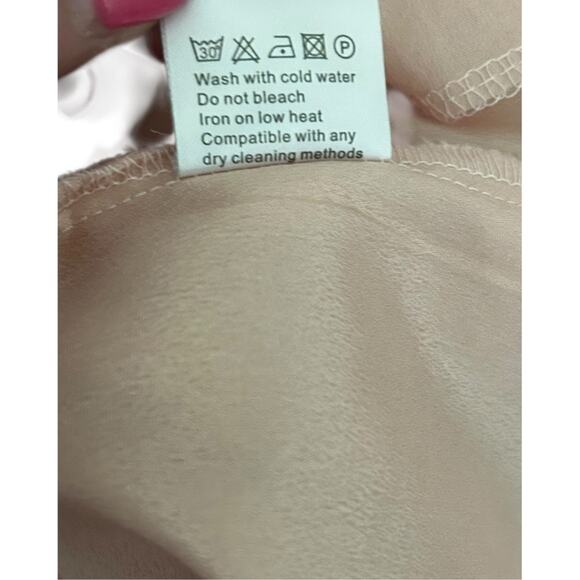 30 P
Wash with cold water
Do not bleach
Iron on low heat
Compatible with any
dry cleaning methods